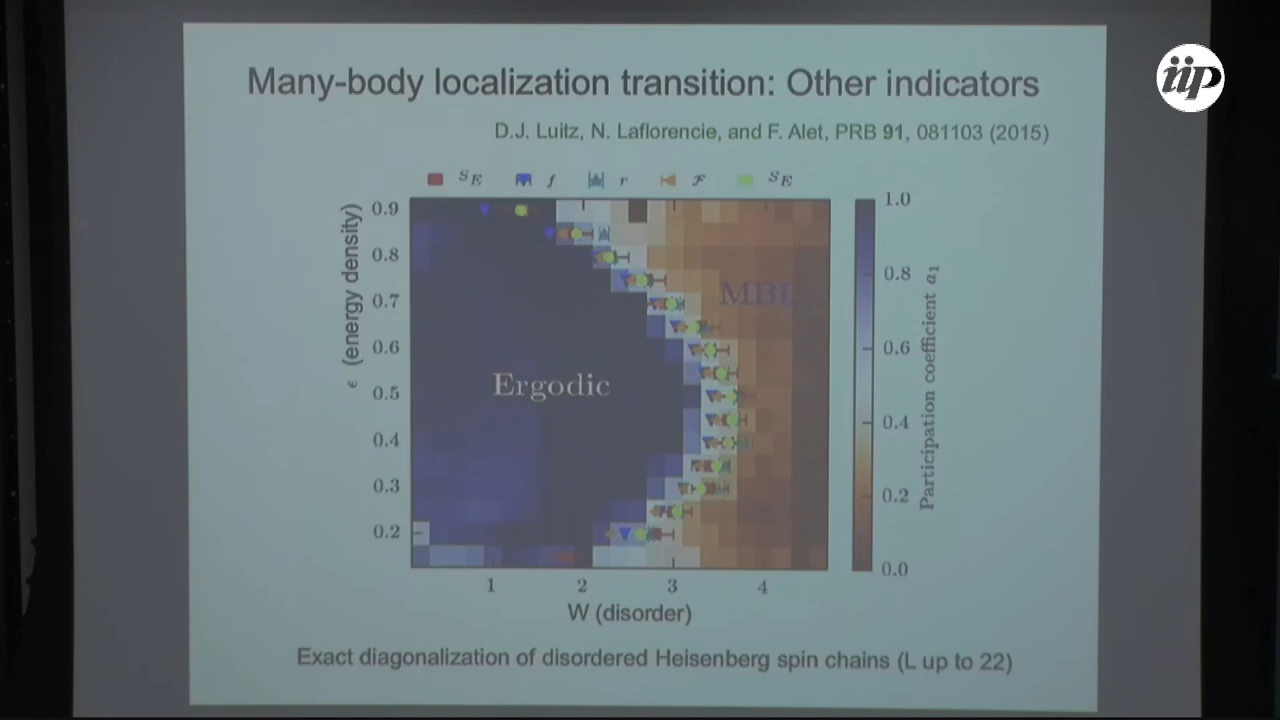 iip
Many-body localization transition: Other indicators
D.J. Luitz, N. Laflorencie, and F. Alet, PRB 91, 081103 (2015)
S_E f r ℱ S_E
ϵ (energy density)
0.9
0.8
0.7
0.6
0.5
0.4
0.3
0.2
Ergodic
MBL
1 2 3 4
W (disorder)
1.0
0.8
0.6
0.4
0.2
0.0
Participation coefficient a₁
Exact diagonalization of disordered Heisenberg spin chains (L up to 22)